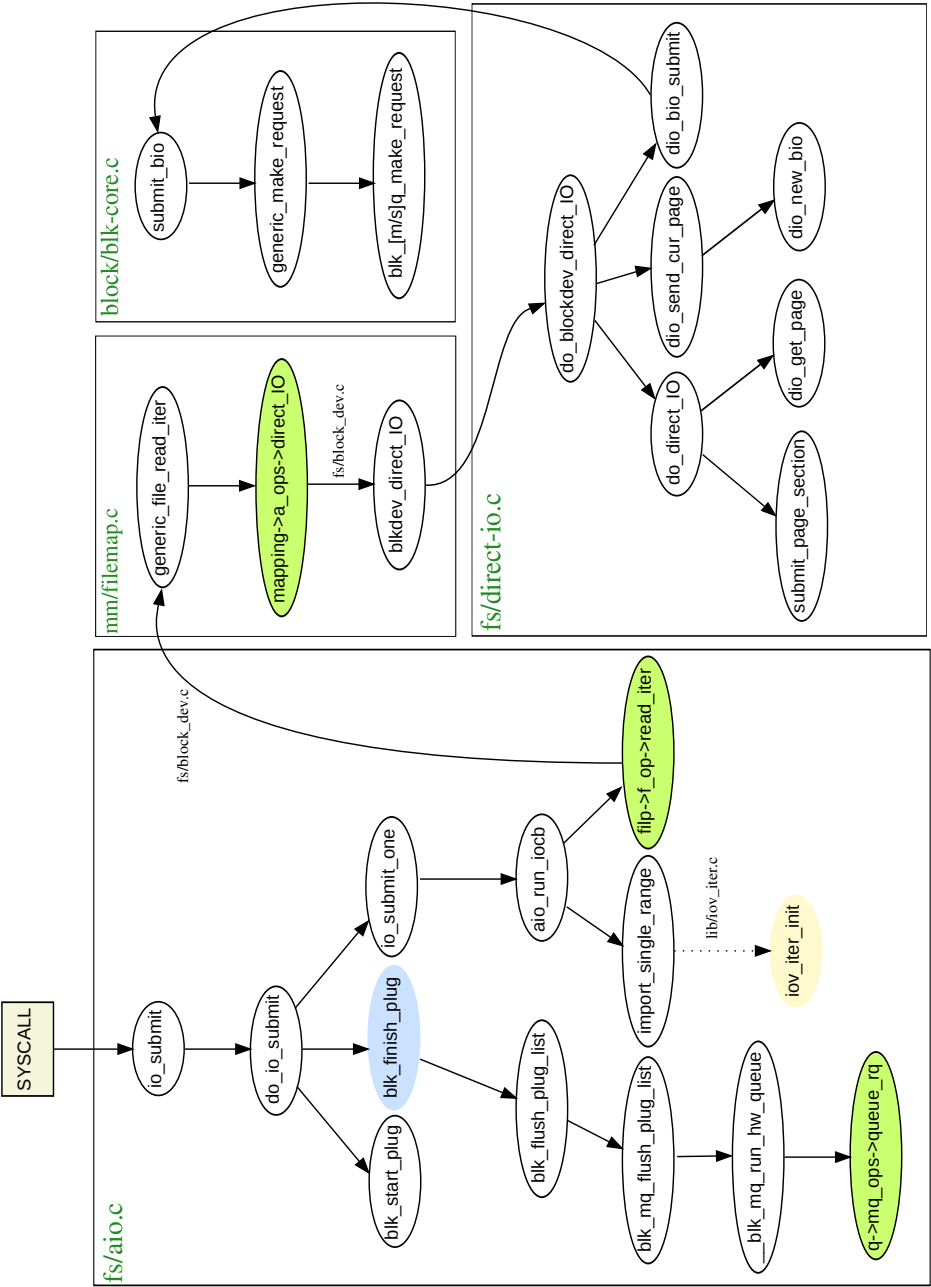 SYSCALL
fs/aio.c
io_submit
do_io_submit
blk_start_plug
blk_finish_plug
io_submit_one
blk_flush_plug_list
aio_run_iocb
blk_mq_flush_plug_list
import_single_range
filp->f_op->read_iter
__blk_mq_run_hw_queue
lib/iov_iter.c
q->mq_ops->queue_rq
iov_iter_init
fs/block_dev.c
mm/filemap.c
generic_file_read_iter
mapping->a_ops->direct_IO
fs/block_dev.c
blkdev_direct_IO
block/blk-core.c
submit_bio
generic_make_request
blk_[m/s]q_make_request
fs/direct-io.c
do_blockdev_direct_IO
do_direct_IO
dio_send_cur_page
dio_bio_submit
submit_page_section
dio_get_page
dio_new_bio